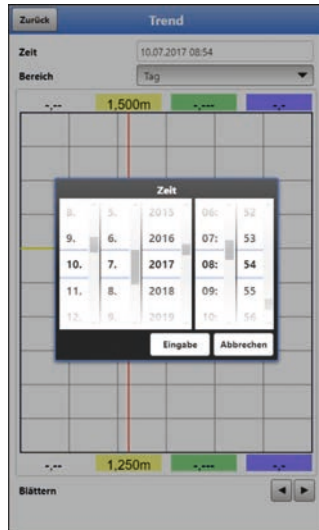 Zurück Trend
Zeit 10.07.2017 08:54
Bereich Tag
-,-- 1,500m -,--- -,-
Zeit
8. 5. 2015 06: 52
9. 6. 2016 07: 53
10. 7. 2017 08: 54
11. 8. 2018 09: 55
12. 9. 2019 10: 56
Eingabe Abbrechen
-,-- 1,250m -,--- -,-
Blättern